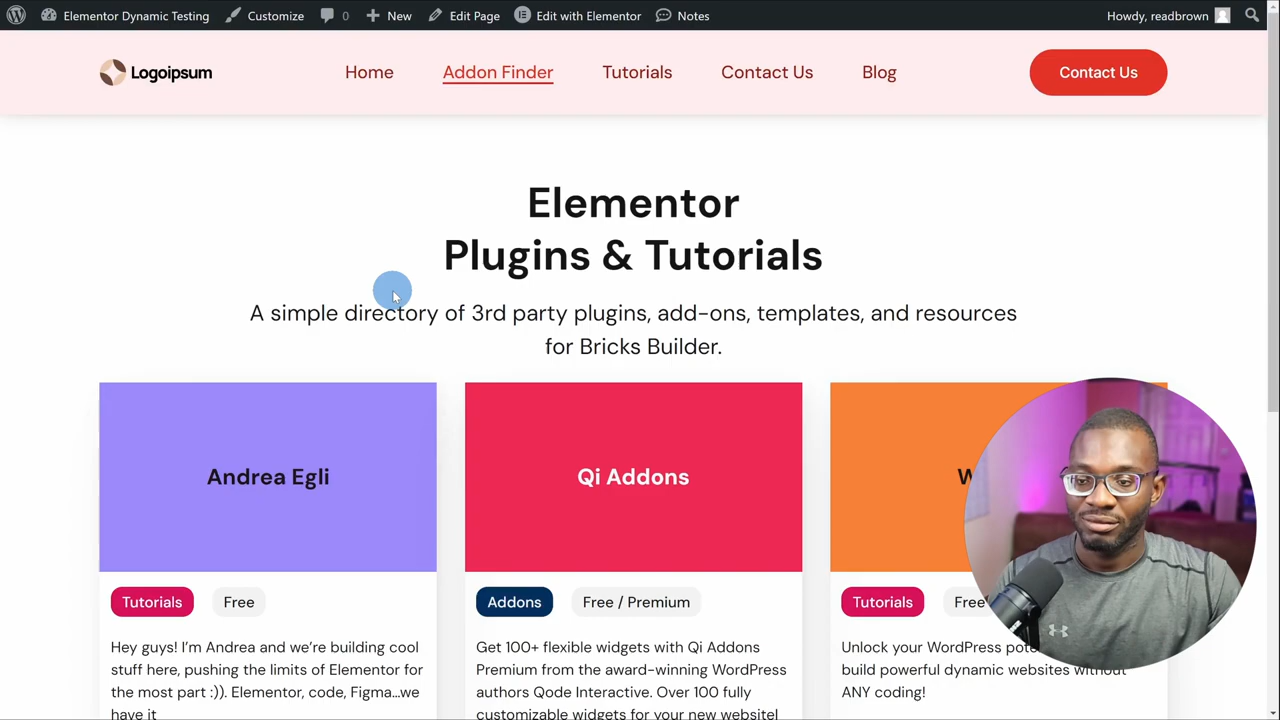 Elementor Dynamic Testing Customize 0 New Edit Page Edit with Elementor Notes Howdy, readbrown
Logoipsum Home Addon Finder Tutorials Contact Us Blog Contact Us
Elementor
Plugins & Tutorials
A simple directory of 3rd party plugins, add-ons, templates, and resources
for Bricks Builder.
Andrea Egli
Tutorials Free
Hey guys! I'm Andrea and we're building cool
stuff here, pushing the limits of Elementor for
the most part :)). Elementor, code, Figma...we
have it
Qi Addons
Addons Free / Premium
Get 100+ flexible widgets with Qi Addons
Premium from the award-winning WordPress
authors Qode Interactive. Over 100 fully
customizable widgets for your new website!
W
Tutorials Free
Unlock your WordPress
build powerful dynamic websites without
ANY coding!